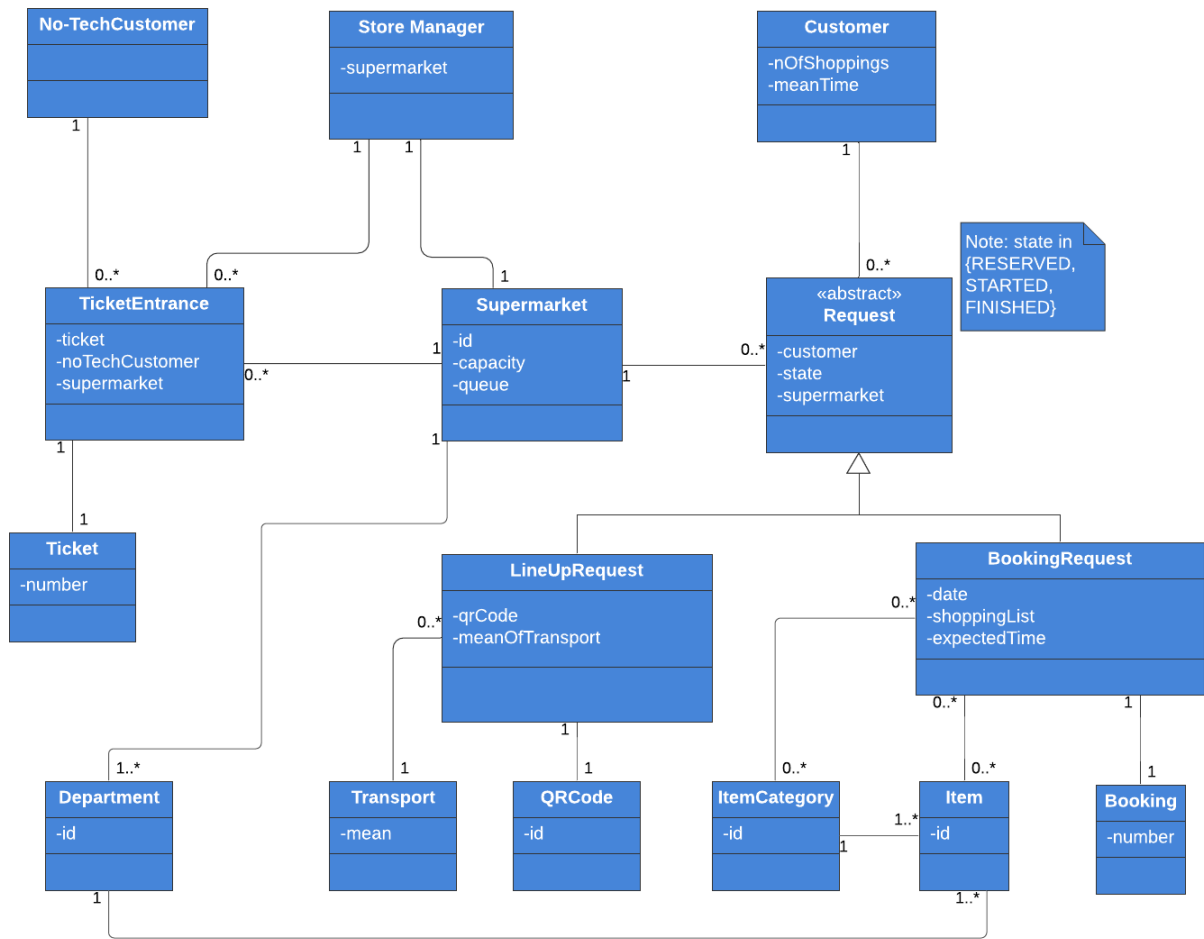 No-TechCustomer
Store Manager
-supermarket
Customer
-nOfShoppings
-meanTime
1
1
1
1
Note: state in
{RESERVED,
STARTED,
FINISHED}
0..*
0..*
1
0..*
TicketEntrance
-ticket
-noTechCustomer
-supermarket
Supermarket
-id
-capacity
-queue
«abstract»
Request
-customer
-state
-supermarket
0..*
1
1
0..*
1
1
1
Ticket
-number
LineUpRequest
-qrCode
-meanOfTransport
BookingRequest
-date
-shoppingList
-expectedTime
0..*
0..*
1
0..*
1
1..*
1
1
0..*
0..*
1
Department
-id
Transport
-mean
QRCode
-id
ItemCategory
-id
1
1..*
Item
-id
Booking
-number
1
1..*